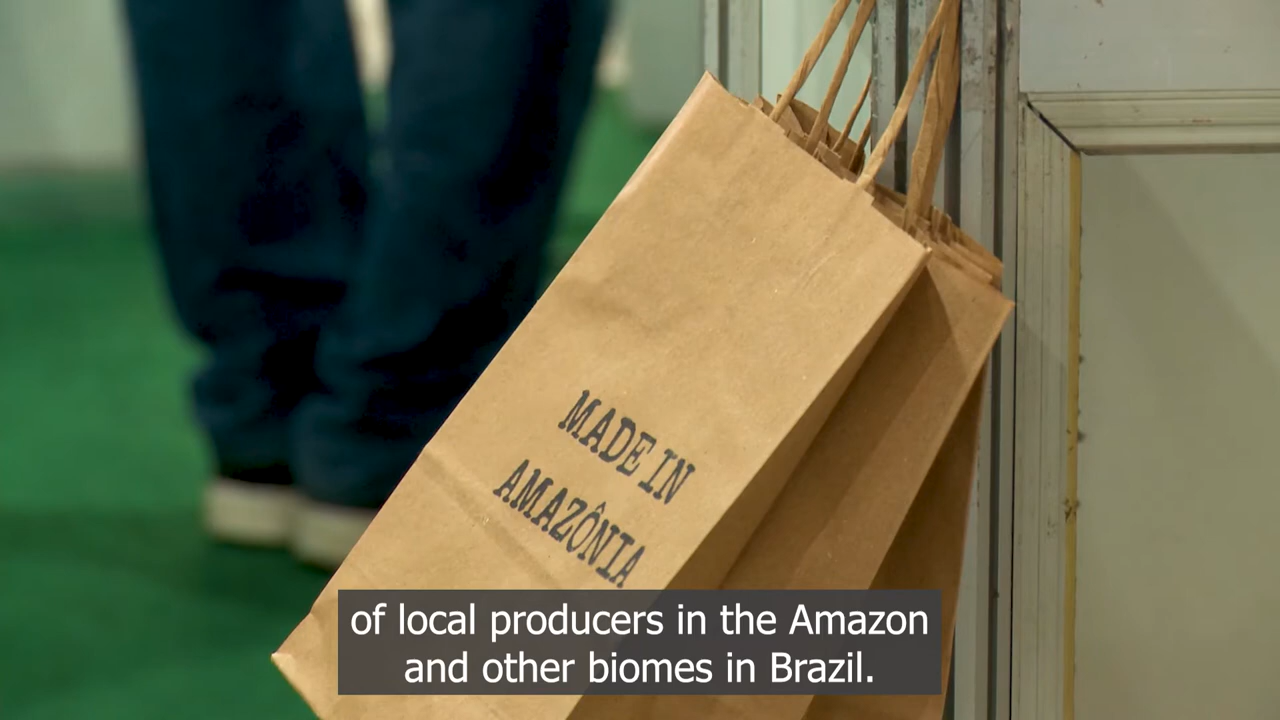 MADE IN
AMAZÔNIA
of local producers in the Amazon
and other biomes in Brazil.